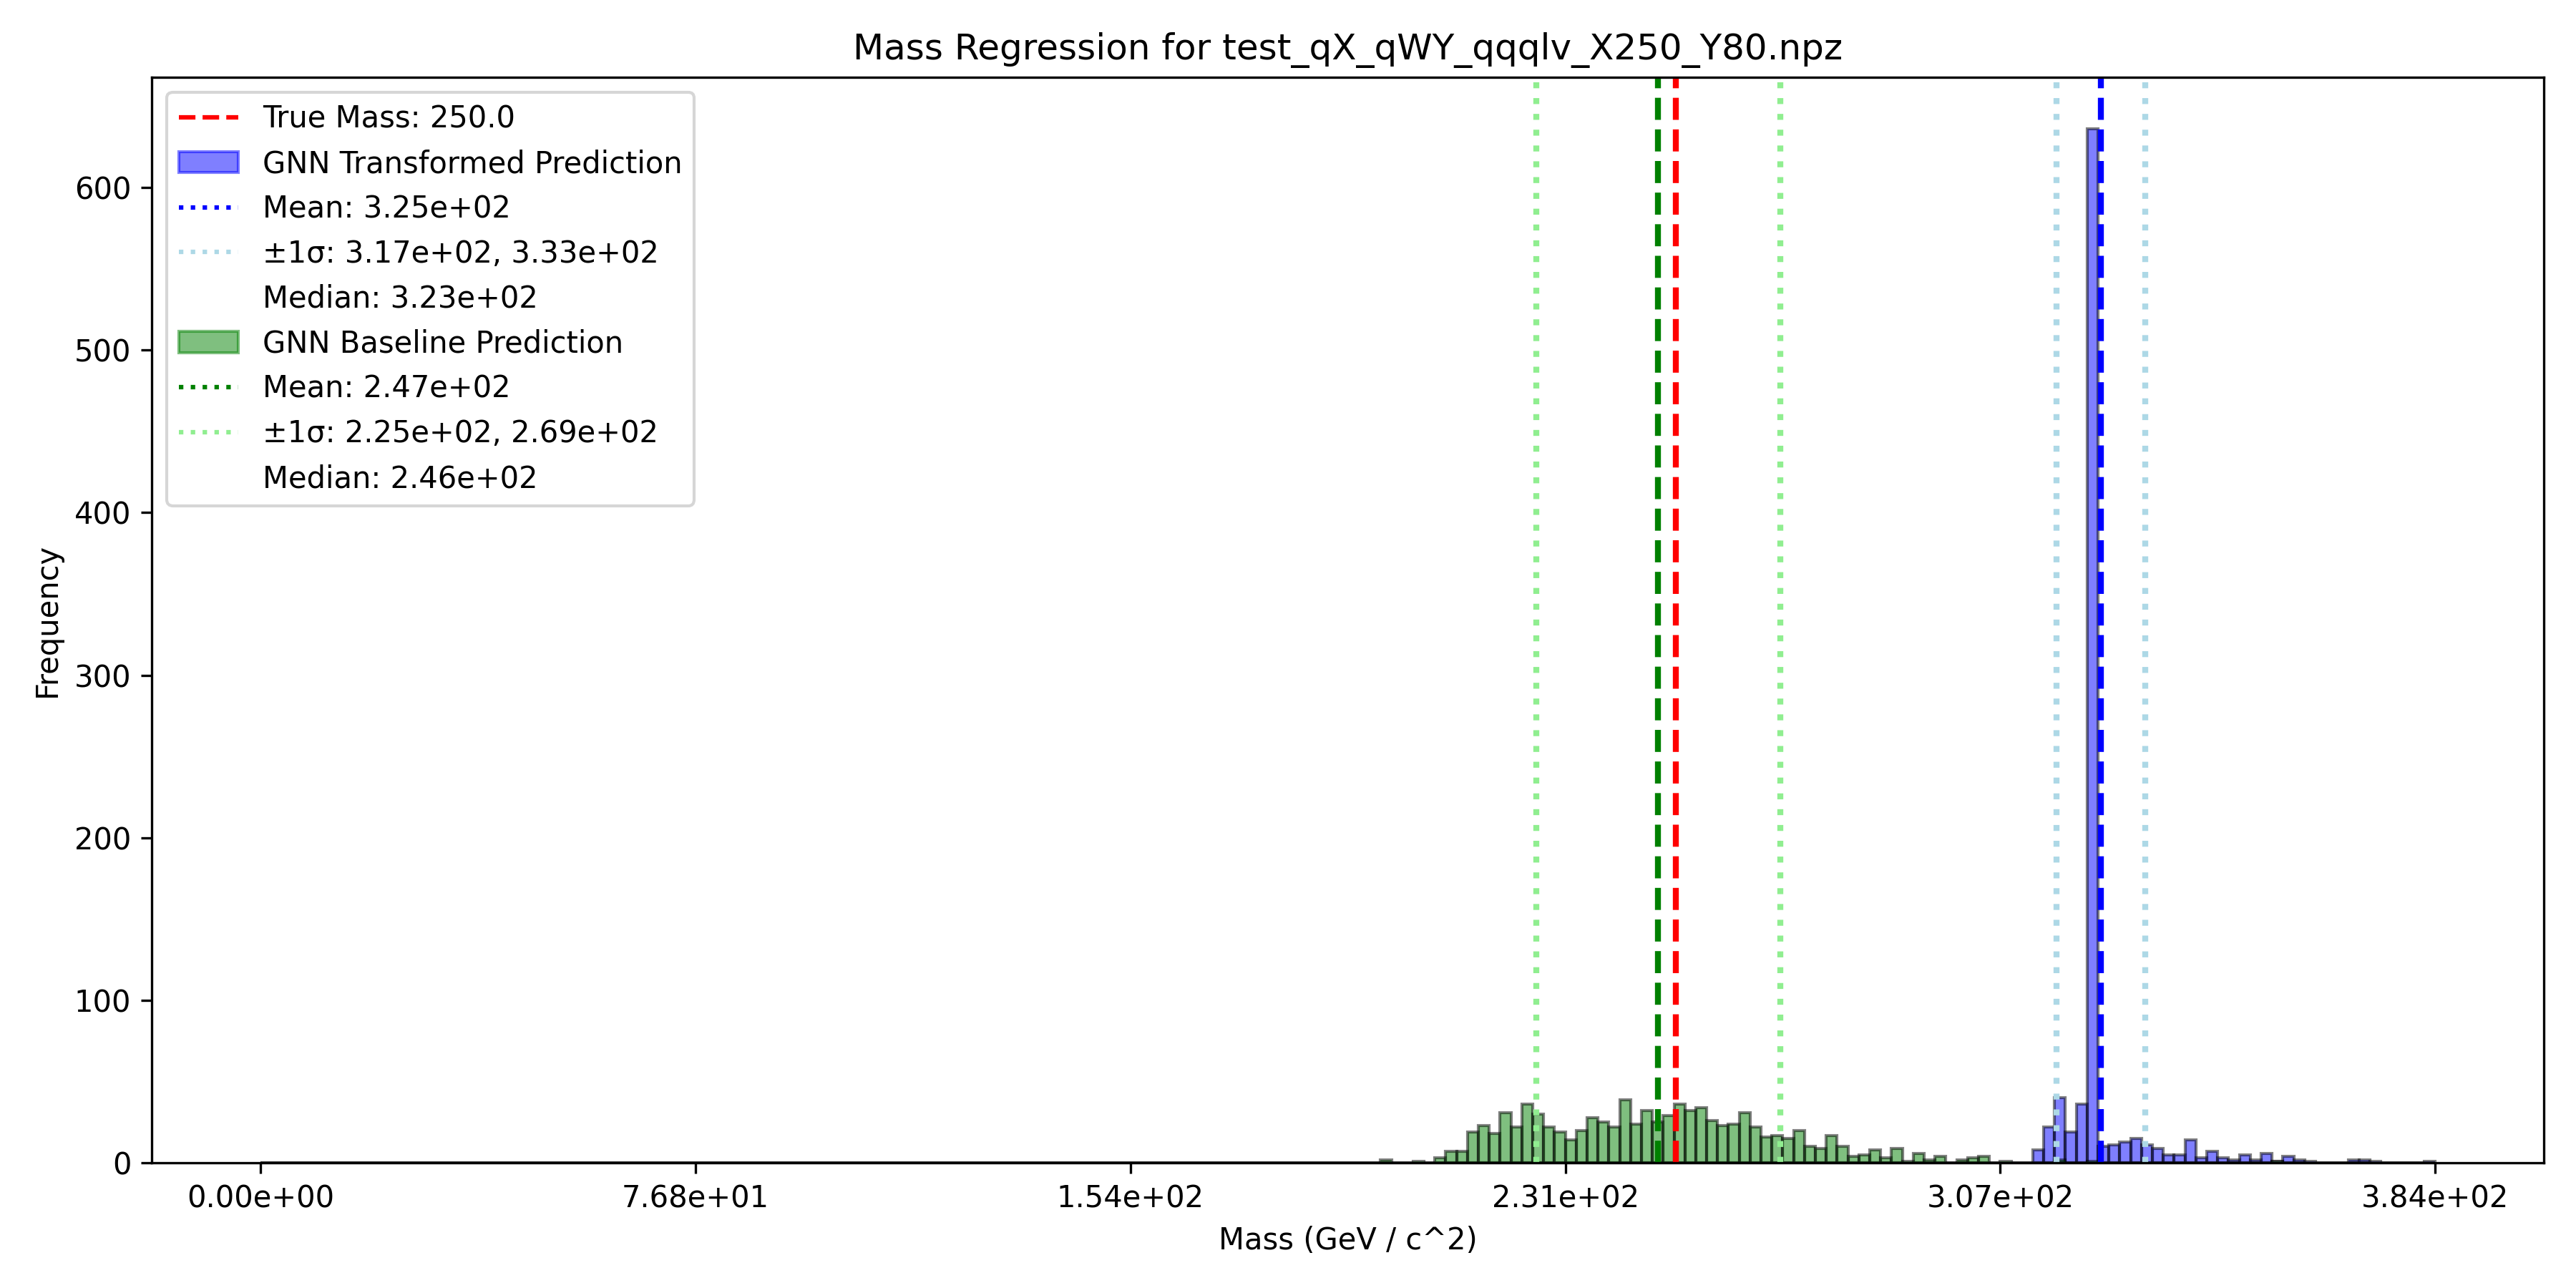 Mass Regression for test_qX_qWY_qqqlv_X250_Y80.npz
True Mass: 250.0
GNN Transformed Prediction
Mean: 3.25e+02
±1σ: 3.17e+02, 3.33e+02
Median: 3.23e+02
GNN Baseline Prediction
Mean: 2.47e+02
±1σ: 2.25e+02, 2.69e+02
Median: 2.46e+02
Frequency
600
500
400
300
200
100
0
0.00e+00 7.68e+01 1.54e+02 2.31e+02 3.07e+02 3.84e+02
Mass (GeV / c^2)